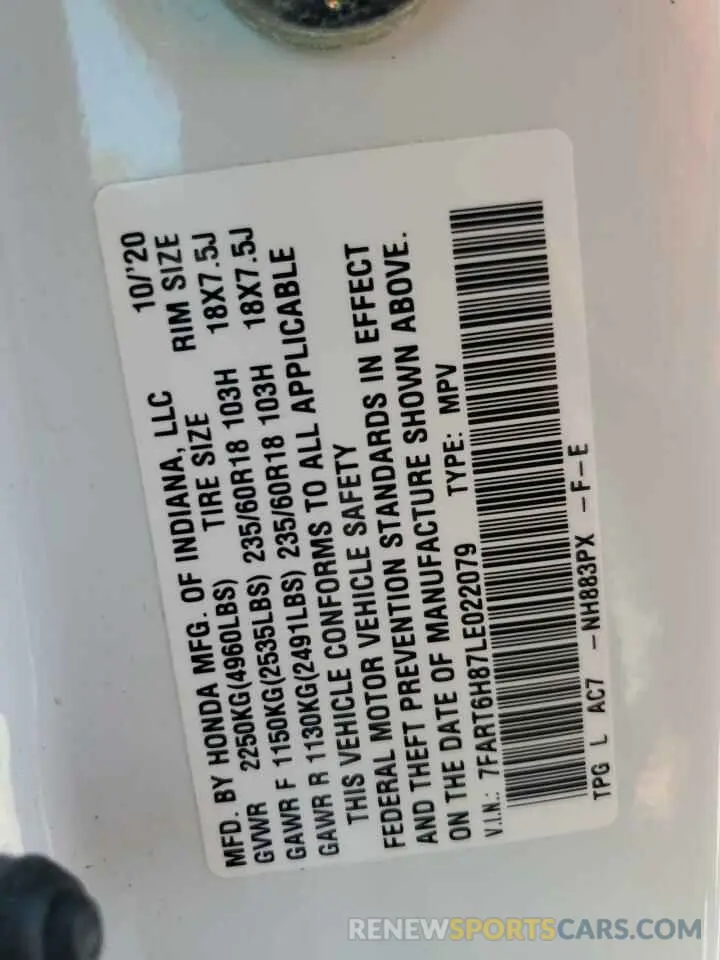 MFD. BY HONDA MFG. OF INDIANA, LLC 10/'20
GVWR 2250KG(4960LBS) TIRE SIZE RIM SIZE
GAWR F 1150KG(2535LBS) 235/60R18 103H 18X7.5J
GAWR R 1130KG(2491LBS) 235/60R18 103H 18X7.5J
THIS VEHICLE CONFORMS TO ALL APPLICABLE
FEDERAL MOTOR VEHICLE SAFETY
AND THEFT PREVENTION STANDARDS IN EFFECT
ON THE DATE OF MANUFACTURE SHOWN ABOVE.
V.I.N.: 7FART6H87LE022079 TYPE: MPV
TPG L AC7 -NH883PX -F-E
RENEWSPORTSCARS.COM